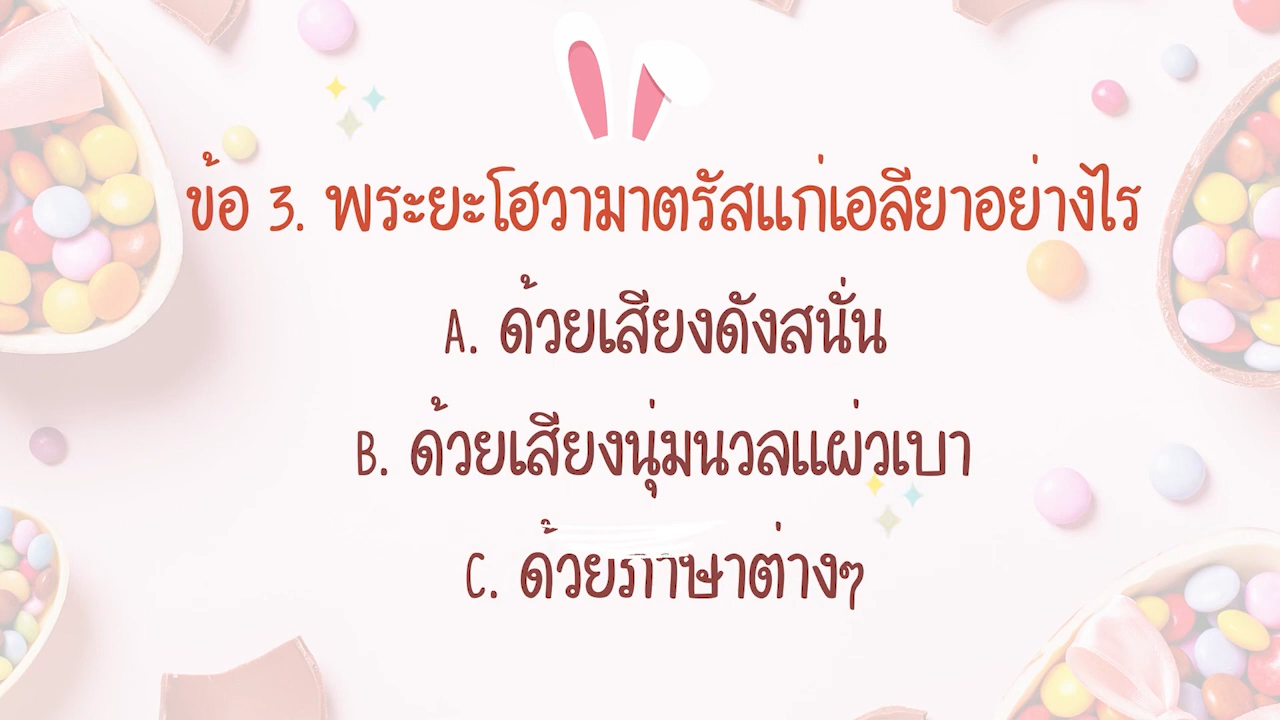 ข้อ 3. พระยะโฮวามาตรัสแก่เอลียาอย่างไร
A. ด้วยเสียงดังสนั่น
B. ด้วยเสียงนุ่มนวลแผ่วเบา
C. ด้วยภาษาต่างๆ